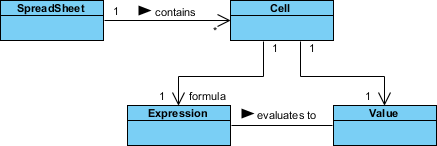 SpreadSheet 1 contains * Cell
1 1
1 formula 1
Expression evaluates to Value